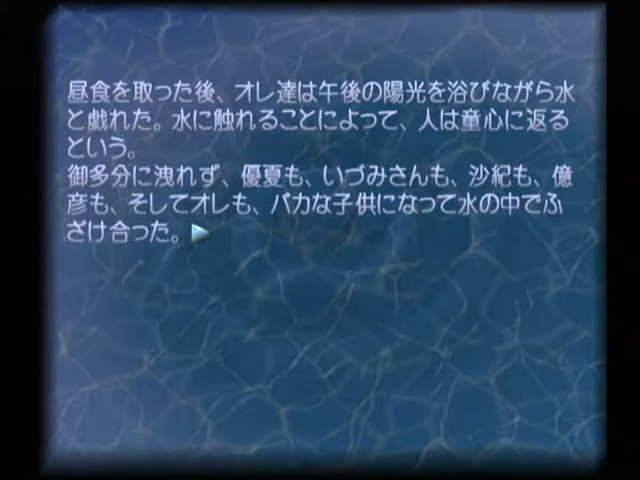 昼食を取った後、オレ達は午後の陽光を浴びながら水
と戯れた。水に触れることによって、人は童心に返る
という。
御多分に洩れず、優夏も、いづみさんも、沙紀も、億
彦も、そしてオレも、バカな子供になって水の中でふ
ざけ合った。